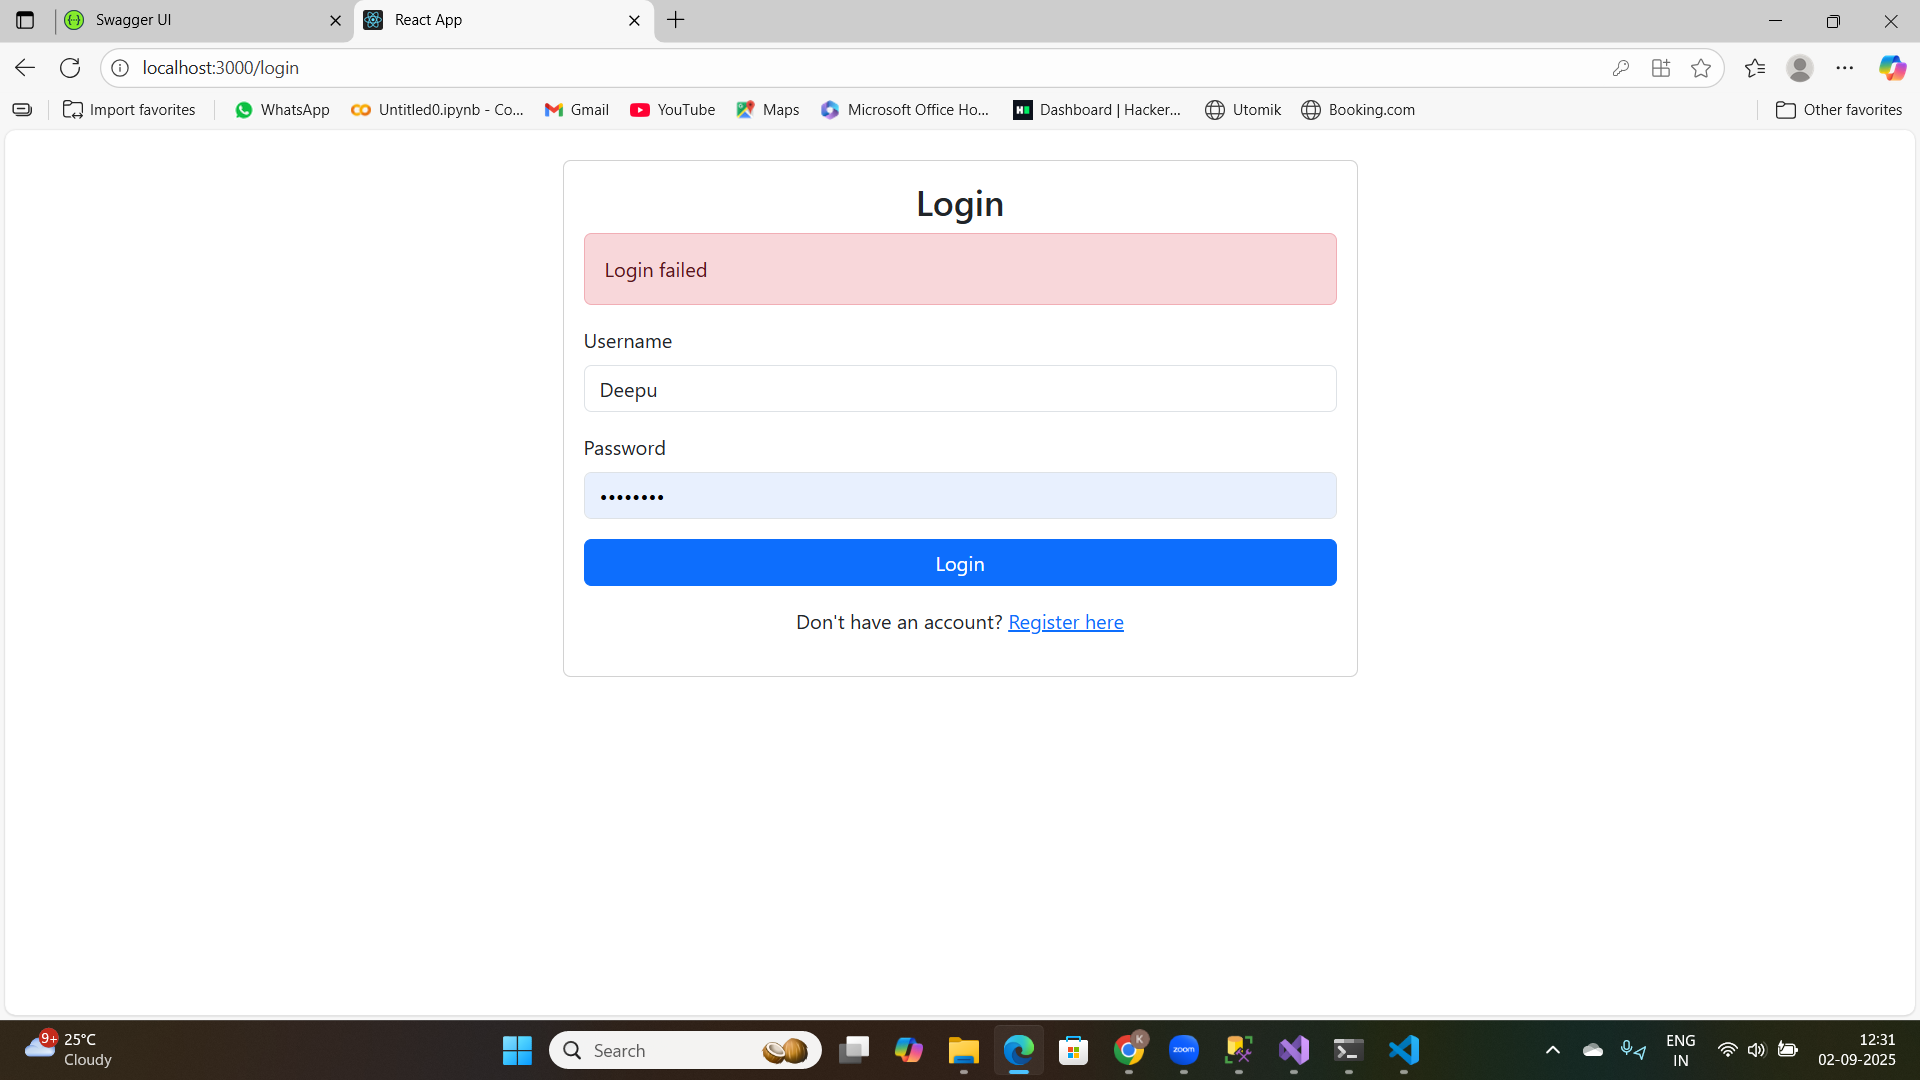 Swagger UI
React App
localhost:3000/login
Import favorites
WhatsApp
Untitled0.ipynb - Co...
Gmail
YouTube
Maps
Microsoft Office Ho...
Dashboard | Hacker...
Utomik
Booking.com
Other favorites
Login
Login failed
Username
Deepu
Password
••••••••
Login
Don't have an account? Register here
9+
25°C
Cloudy
Search
K
zoom
ENG
IN
12:31
02-09-2025